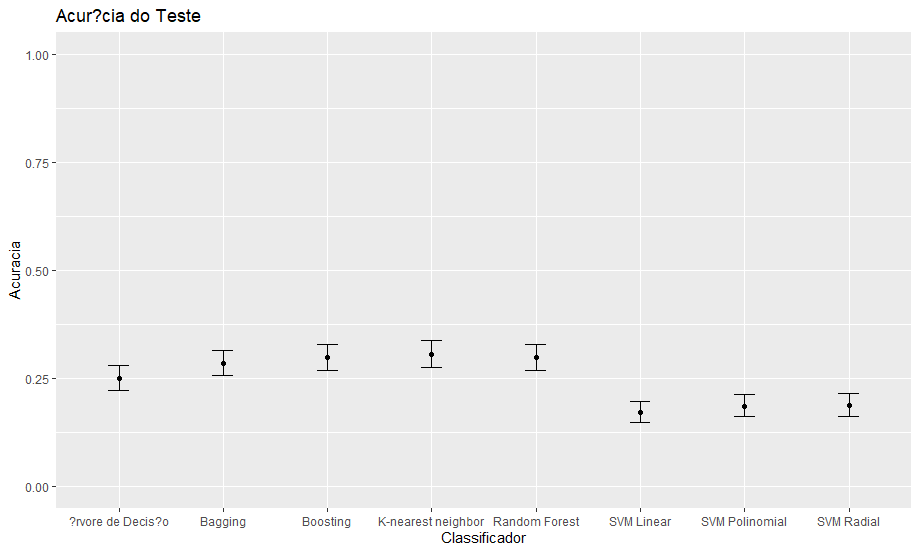 Acur?cia do Teste
Acuracia
1.00
0.75
0.50
0.25
0.00
?rvore de Decis?o
Bagging
Boosting
K-nearest neighbor
Random Forest
SVM Linear
SVM Polinomial
SVM Radial
Classificador